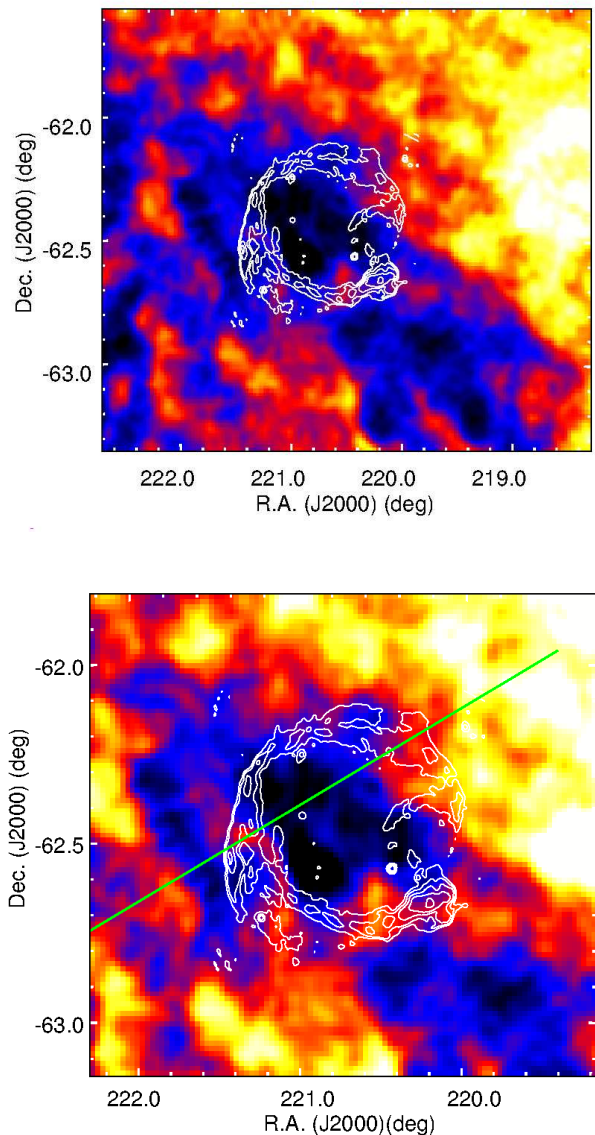 Dec. (J2000) (deg)
-62.0
-62.5
-63.0
222.0 221.0 220.0 219.0
R.A. (J2000) (deg)
Dec. (J2000) (deg)
-62.0
-62.5
-63.0
222.0 221.0 220.0
R.A. (J2000)(deg)